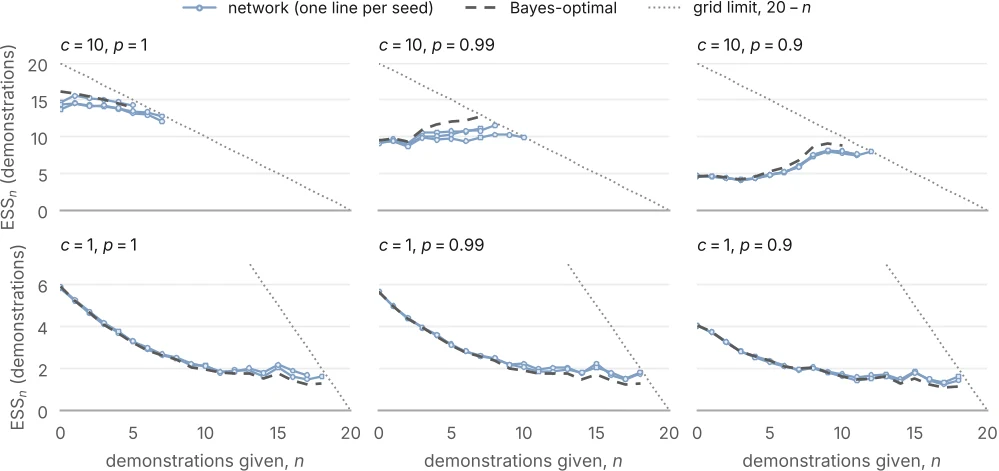 network (one line per seed) Bayes-optimal grid limit, 20 – n
c = 10, p = 1 c = 10, p = 0.99 c = 10, p = 0.9
ESSn (demonstrations)
20
15
10
5
0
c = 1, p = 1 c = 1, p = 0.99 c = 1, p = 0.9
ESSn (demonstrations)
6
4
2
0
0 5 10 15 20 0 5 10 15 20 0 5 10 15 20
demonstrations given, n demonstrations given, n demonstrations given, n